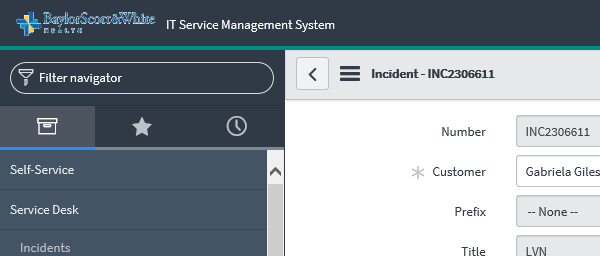 BaylorScott&White
HEALTH
IT Service Management System
Filter navigator
Incident - INC2306611
Number
INC2306611
Self-Service
Customer
Gabriela Giles
Service Desk
Prefix
-- None --
Incidents
Title
LVN